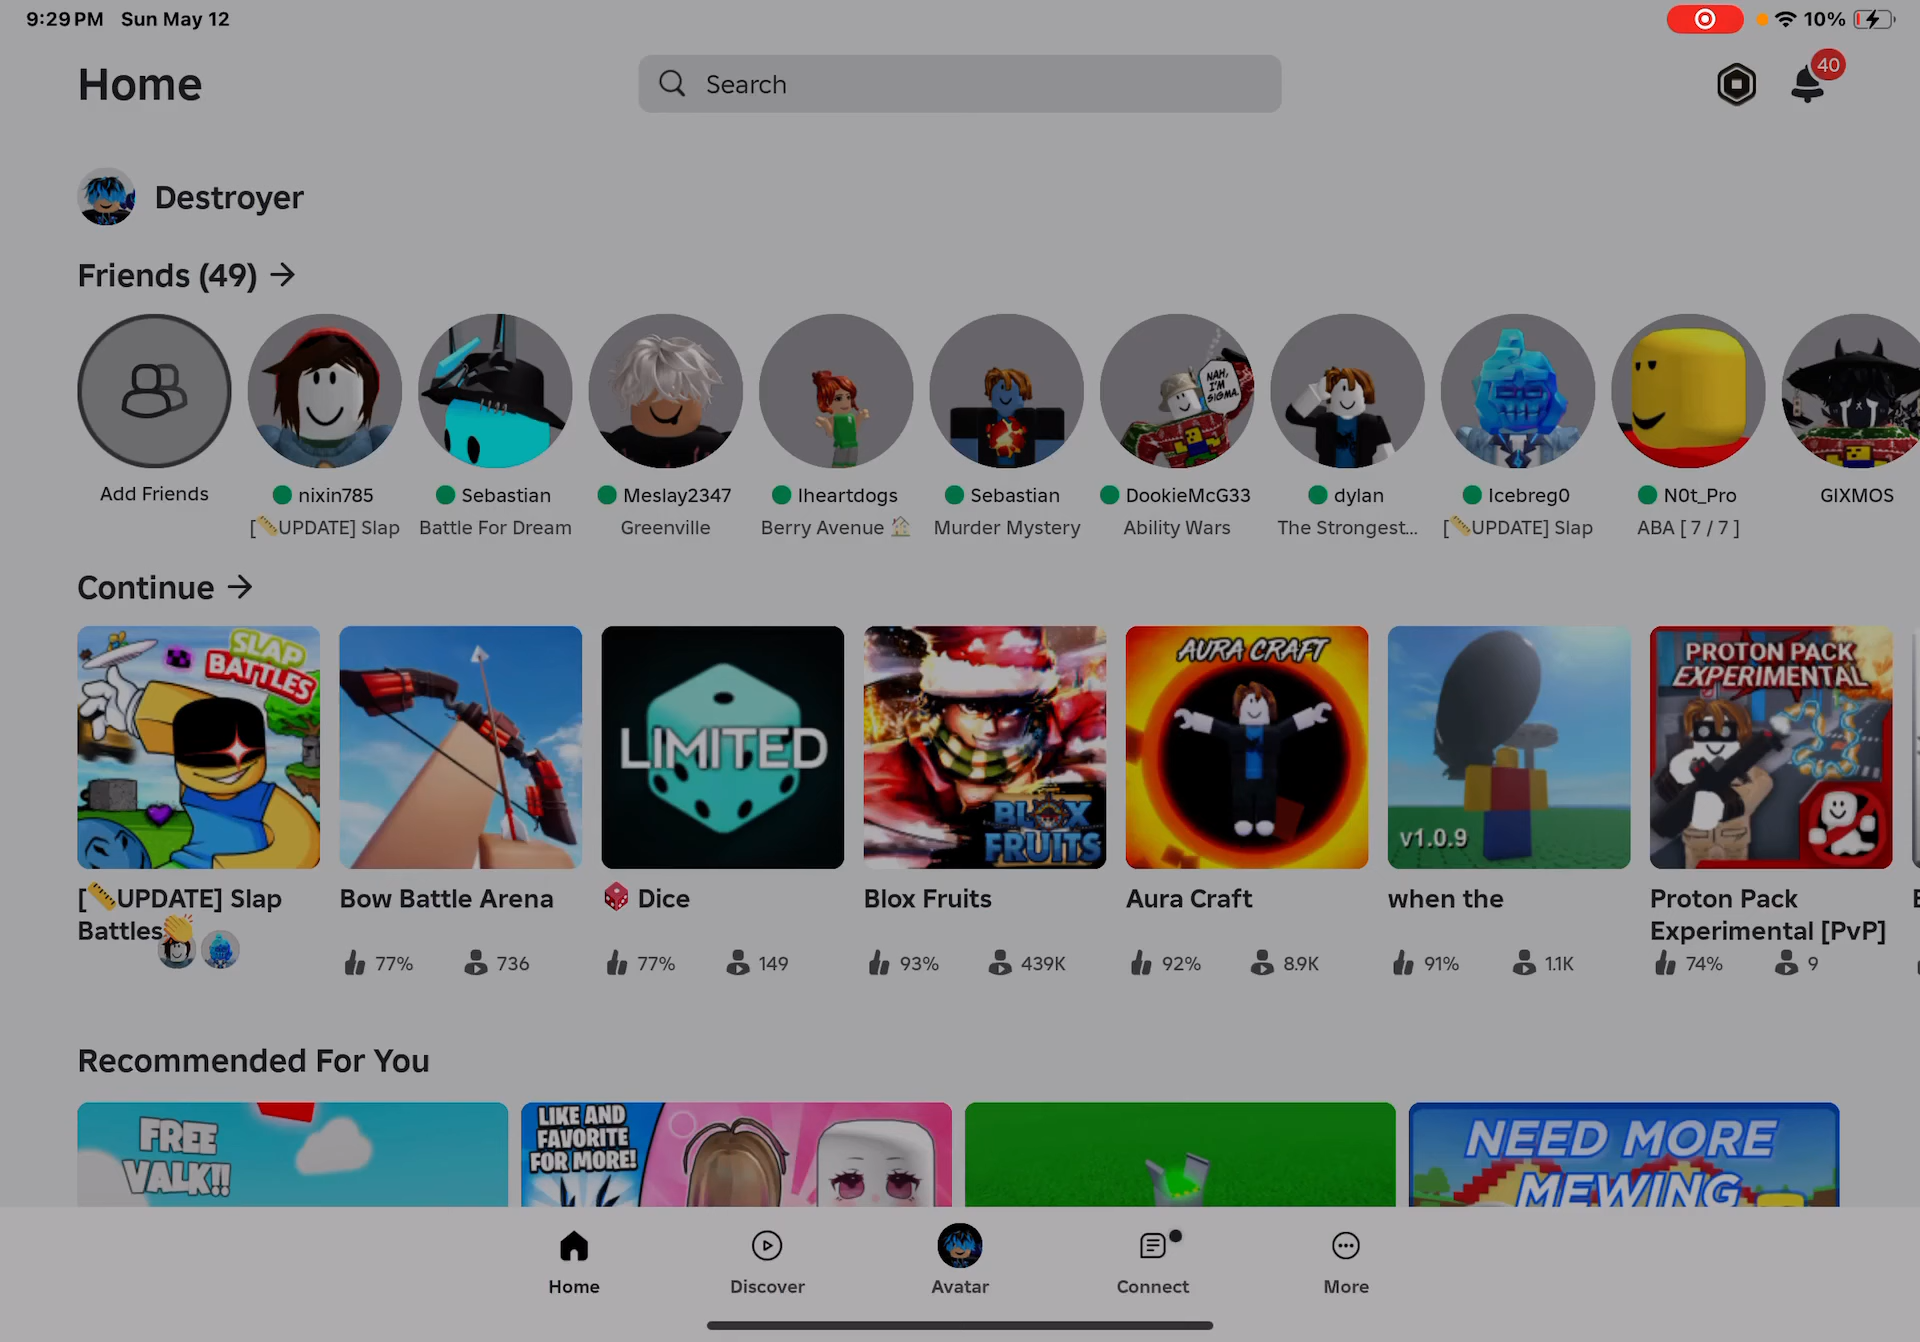 9:29 PM Sun May 12
10%
Home
Search
40
Destroyer
Friends (49) →
NAH,
I'M
SIGMA.
Add Friends
nixin785
Sebastian
Meslay2347
Iheartdogs
Sebastian
DookieMcG33
dylan
Icebreg0
N0t_Pro
GIXMOS
[📏UPDATE] Slap
Battle For Dream
Greenville
Berry Avenue 🏠
Murder Mystery
Ability Wars
The Strongest...
[📏UPDATE] Slap
ABA [ 7 / 7 ]
Continue →
SLAP
BATTLES
LIMITED
BLOX
FRUITS
AURA CRAFT
v1.0.9
PROTON PACK
EXPERIMENTAL
[📏UPDATE] Slap
Battles👏
Bow Battle Arena
🎲 Dice
Blox Fruits
Aura Craft
when the
Proton Pack
Experimental [PvP]
77% 736
77% 149
93% 439K
92% 8.9K
91% 1.1K
74% 9
Recommended For You
FREE
VALK!!
LIKE AND
FAVORITE
FOR MORE!
NEED MORE
MEWING
Home
Discover
Avatar
Connect
More